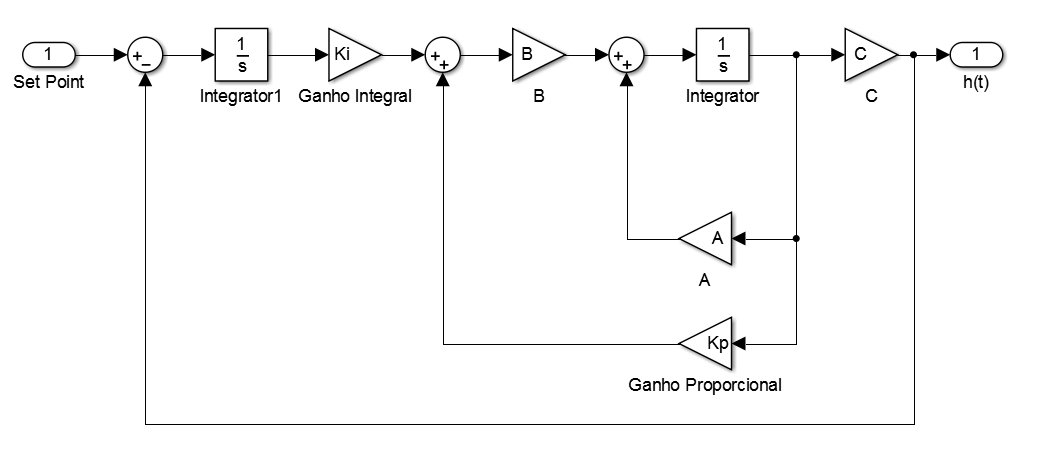 1
Set Point
+
−
1
s
Integrator1
Ki
Ganho Integral
+
+
B
B
+
+
1
s
Integrator
C
C
1
h(t)
A
A
Kp
Ganho Proporcional